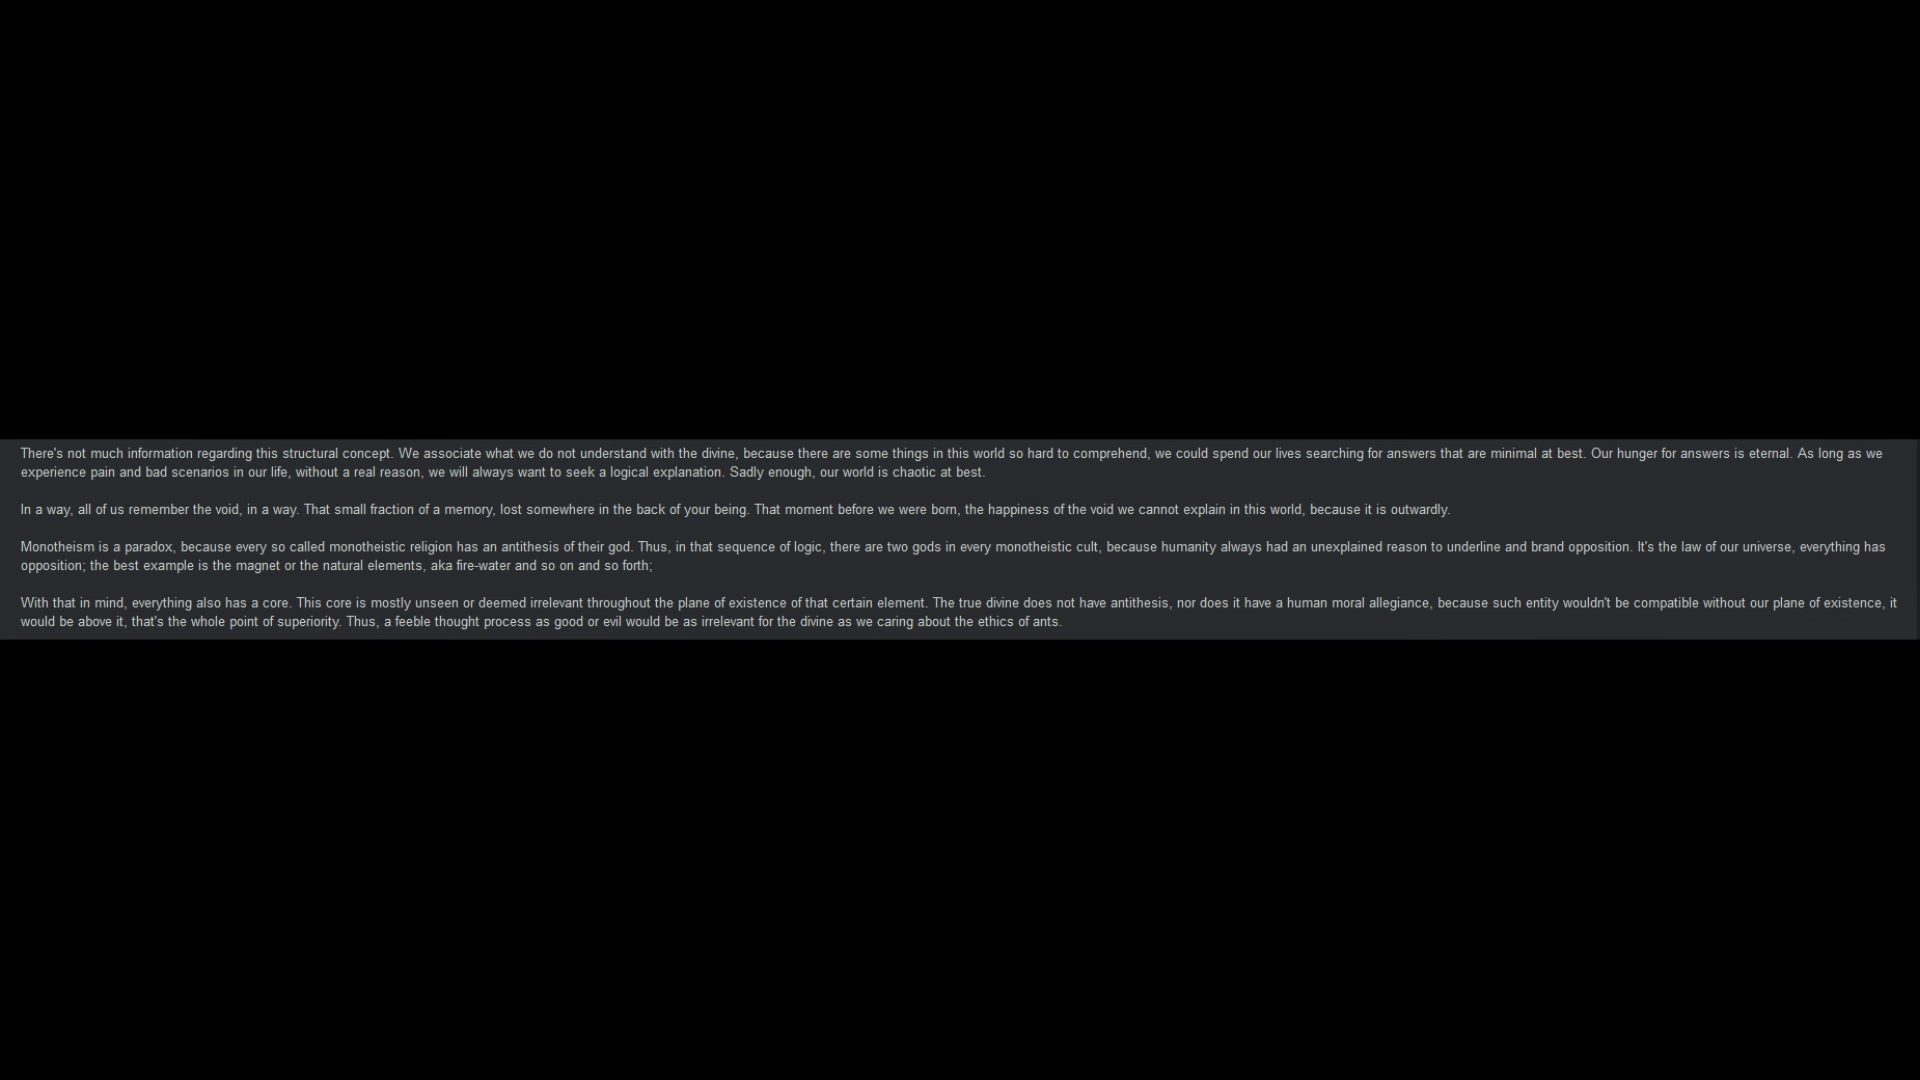 There's not much information regarding this structural concept. We associate what we do not understand with the divine, because there are some things in this world so hard to comprehend, we could spend our lives searching for answers that are minimal at best. Our hunger for answers is eternal. As long as we
experience pain and bad scenarios in our life, without a real reason, we will always want to seek a logical explanation. Sadly enough, our world is chaotic at best.
In a way, all of us remember the void, in a way. That small fraction of a memory, lost somewhere in the back of your being. That moment before we were born, the happiness of the void we cannot explain in this world, because it is outwardly.
Monotheism is a paradox, because every so called monotheistic religion has an antithesis of their god. Thus, in that sequence of logic, there are two gods in every monotheistic cult, because humanity always had an unexplained reason to underline and brand opposition. It's the law of our universe, everything has
opposition; the best example is the magnet or the natural elements, aka fire-water and so on and so forth;
With that in mind, everything also has a core. This core is mostly unseen or deemed irrelevant throughout the plane of existence of that certain element. The true divine does not have antithesis, nor does it have a human moral allegiance, because such entity wouldn't be compatible without our plane of existence, it
would be above it, that's the whole point of superiority. Thus, a feeble thought process as good or evil would be as irrelevant for the divine as we caring about the ethics of ants.